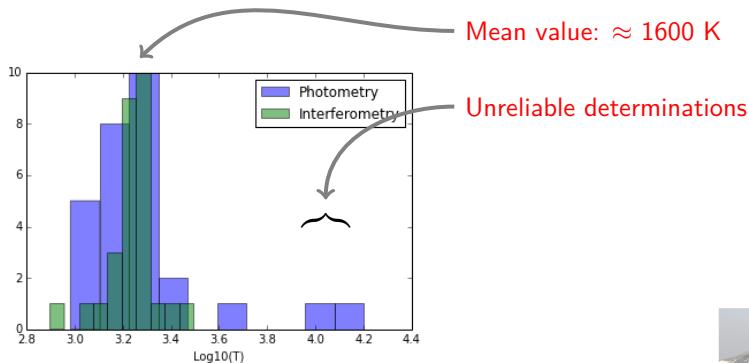 Mean value: ≈ 1600 K
Unreliable determinations
Photometry
Interferometry
10
8
6
4
2
0
2.8 3.0 3.2 3.4 3.6 3.8 4.0 4.2 4.4
Log10(T)